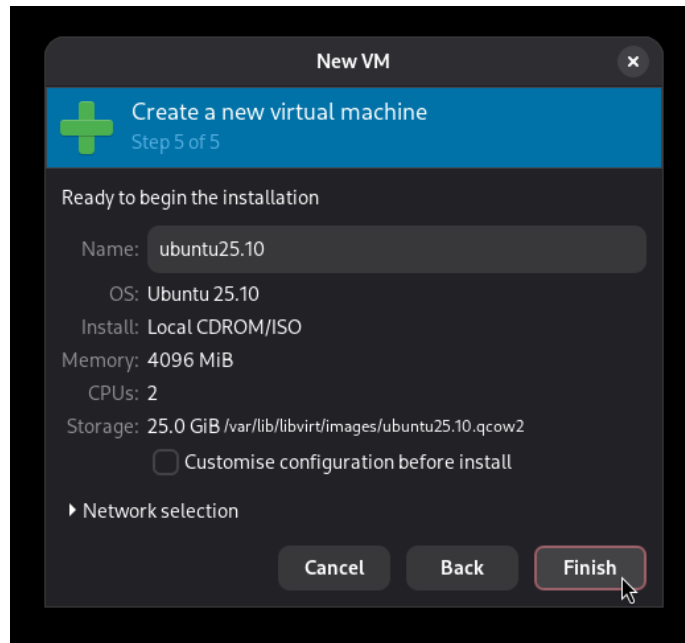 New VM
Create a new virtual machine
Step 5 of 5
Ready to begin the installation
Name: ubuntu25.10
OS: Ubuntu 25.10
Install: Local CDROM/ISO
Memory: 4096 MiB
CPUs: 2
Storage: 25.0 GiB /var/lib/libvirt/images/ubuntu25.10.qcow2
Customise configuration before install
Network selection
Cancel Back Finish